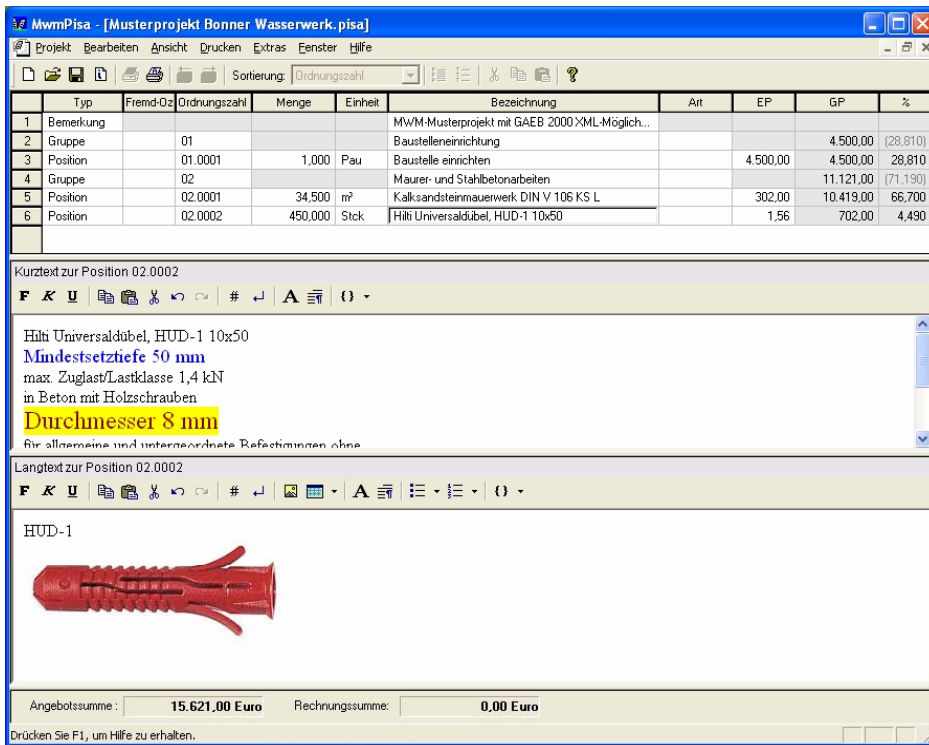 MwmPisa - [Musterprojekt Bonner Wasserwerk.pisa]
Projekt Bearbeiten Ansicht Drucken Extras Fenster Hilfe
Sortierung: Ordnungszahl
Typ Fremd-Oz Ordnungszahl Menge Einheit Bezeichnung Art EP GP %
1 Bemerkung MWM-Musterprojekt mit GAEB 2000 XML-Möglich...
2 Gruppe 01 Baustelleneinrichtung 4.500,00 (28,810)
3 Position 01.0001 1,000 Pau Baustelle einrichten 4.500,00 4.500,00 28,810
4 Gruppe 02 Maurer- und Stahlbetonarbeiten 11.121,00 (71,190)
5 Position 02.0001 34,500 m³ Kalksandsteinmauerwerk DIN V 106 KS L 302,00 10.419,00 66,700
6 Position 02.0002 450,000 Stck Hilti Universaldübel, HUD-1 10x50 1,56 702,00 4,490
Kurztext zur Position 02.0002
F K U # A {}
Hilti Universaldübel, HUD-1 10x50
Mindestsetztiefe 50 mm
max. Zuglast/Lastklasse 1,4 kN
in Beton mit Holzschrauben
Durchmesser 8 mm
für allgemeine und untergeordnete Befestigungen ohne
Langtext zur Position 02.0002
F K U # A {}
HUD-1
Angebotssumme : 15.621,00 Euro Rechnungssumme: 0,00 Euro
Drücken Sie F1, um Hilfe zu erhalten.